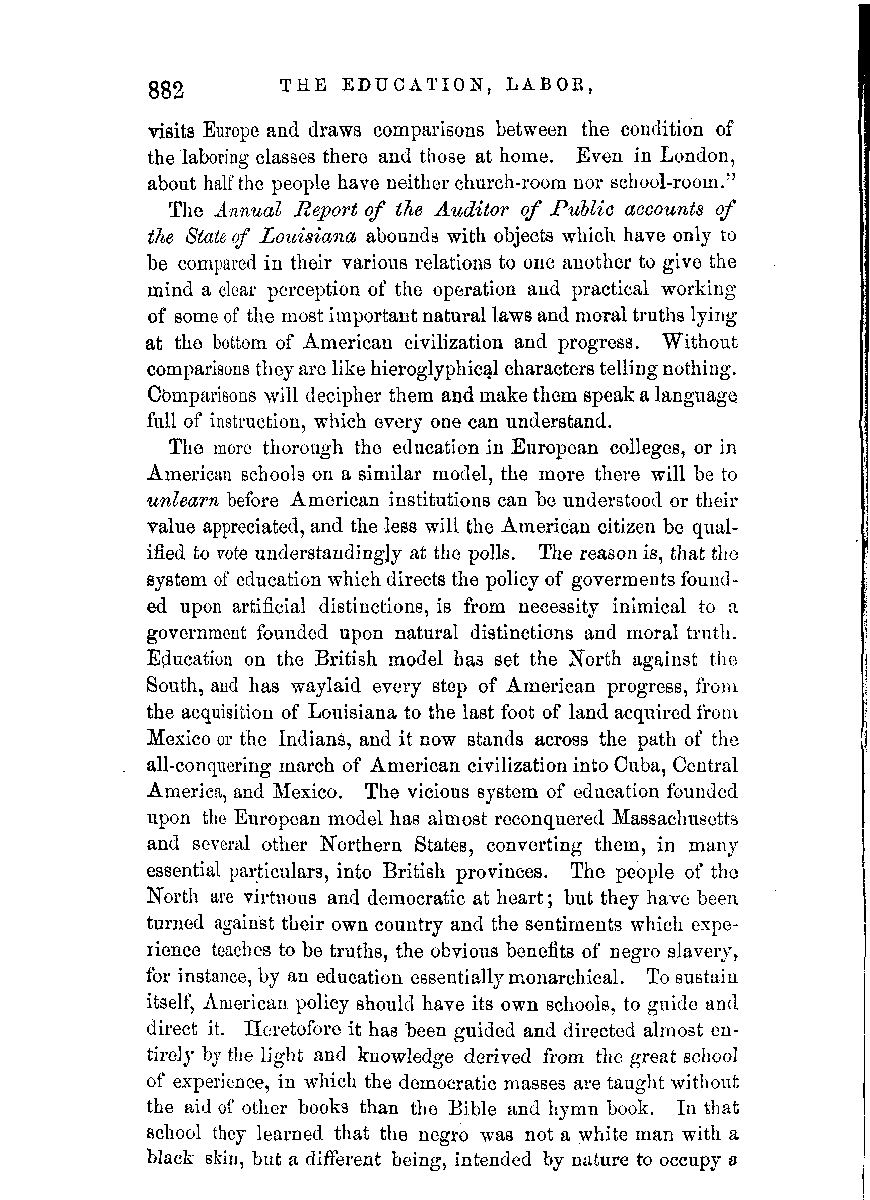 882 THE EDUCATION, LABOR,
visits Europe and draws comparisons between the condition of
the laboring classes there and those at home. Even in London,
about half the people have neither church-room nor school-room."
The Annual Report of the Auditor of Public accounts of
the State of Louisiana abounds with objects which have only to
be compared in their various relations to one another to give the
mind a clear perception of the operation and practical working
of some of the most important natural laws and moral truths lying
at the bottom of American civilization and progress. Without
comparisons they are like hieroglyphical characters telling nothing.
Comparisons will decipher them and make them speak a language
full of instruction, which every one can understand.
The more thorough the education in European colleges, or in
American schools on a similar model, the more there will be to
unlearn before American institutions can be understood or their
value appreciated, and the less will the American citizen be qual-
ified to vote understandingly at the polls. The reason is, that the
system of education which directs the policy of goverments found-
ed upon artificial distinctions, is from necessity inimical to a
government founded upon natural distinctions and moral truth.
Education on the British model has set the North against the
South, and has waylaid every step of American progress, from
the acquisition of Louisiana to the last foot of land acquired from
Mexico or the Indians, and it now stands across the path of the
all-conquering march of American civilization into Cuba, Central
America, and Mexico. The vicious system of education founded
upon the European model has almost reconquered Massachusetts
and several other Northern States, converting them, in many
essential particulars, into British provinces. The people of the
North are virtuous and democratic at heart; but they have been
turned against their own country and the sentiments which expe-
rience teaches to be truths, the obvious benefits of negro slavery,
for instance, by an education essentially monarchical. To sustain
itself, American policy should have its own schools, to guide and
direct it. Heretofore it has been guided and directed almost en-
tirely by the light and knowledge derived from the great school
of experience, in which the democratic masses are taught without
the aid of other books than the Bible and hymn book. In that
school they learned that the negro was not a white man with a
black skin, but a different being, intended by nature to occupy a